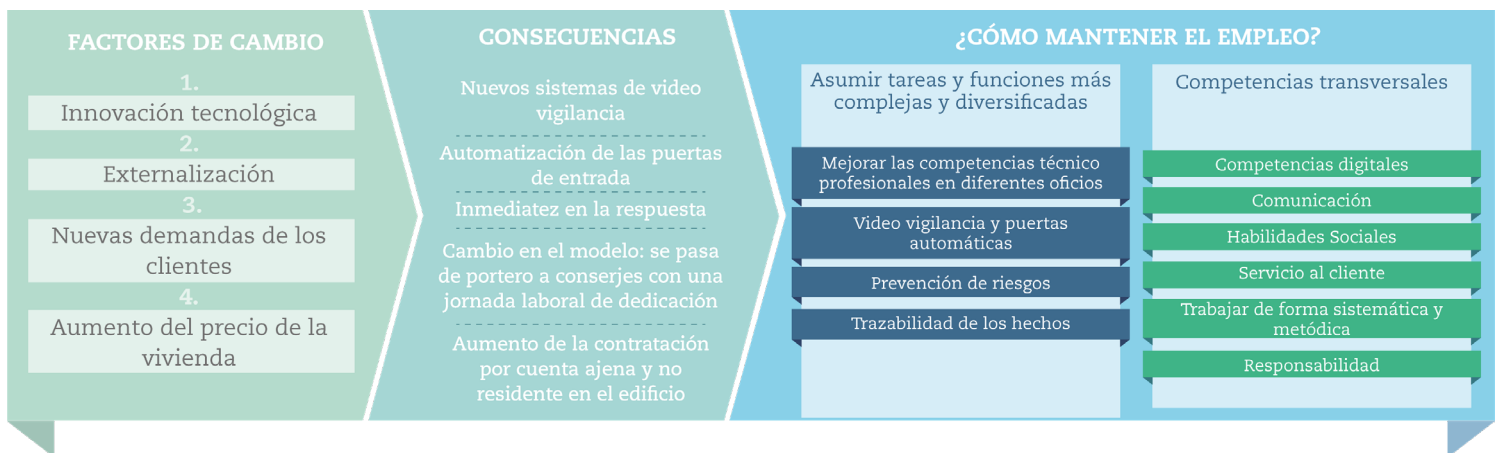 FACTORES DE CAMBIO
1.
Innovación tecnológica
2.
Externalización
3.
Nuevas demandas de los
clientes
4.
Aumento del precio de la
vivienda
CONSECUENCIAS
Nuevos sistemas de video
vigilancia
Automatización de las puertas
de entrada
Inmediatez en la respuesta
Cambio en el modelo: se pasa
de portero a conserjes con una
jornada laboral de dedicación
Aumento de la contratación
por cuenta ajena y no
residente en el edificio
¿CÓMO MANTENER EL EMPLEO?
Asumir tareas y funciones más
complejas y diversificadas
Mejorar las competencias técnico
profesionales en diferentes oficios
Video vigilancia y puertas
automáticas
Prevención de riesgos
Trazabilidad de los hechos
Competencias transversales
Competencias digitales
Comunicación
Habilidades Sociales
Servicio al cliente
Trabajar de forma sistemática y
metódica
Responsabilidad